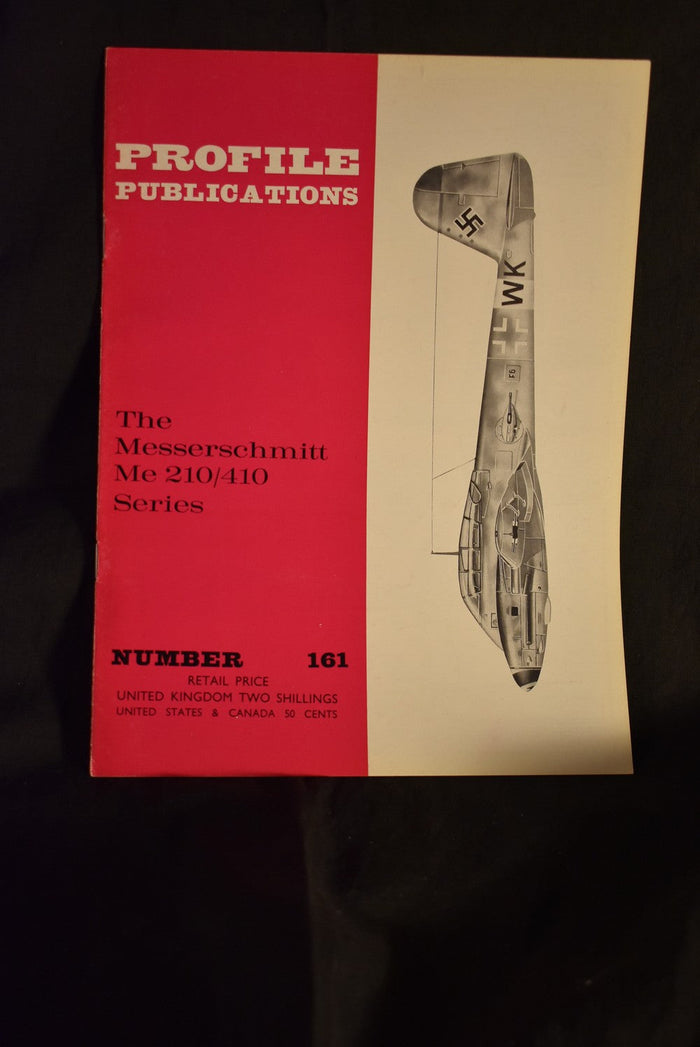 PROFILE
PUBLICATIONS
The
Messerschmitt
Me 210/410
Series
NUMBER 161
RETAIL PRICE
UNITED KINGDOM TWO SHILLINGS
UNITED STATES & CANADA 50 CENTS
WK
F6